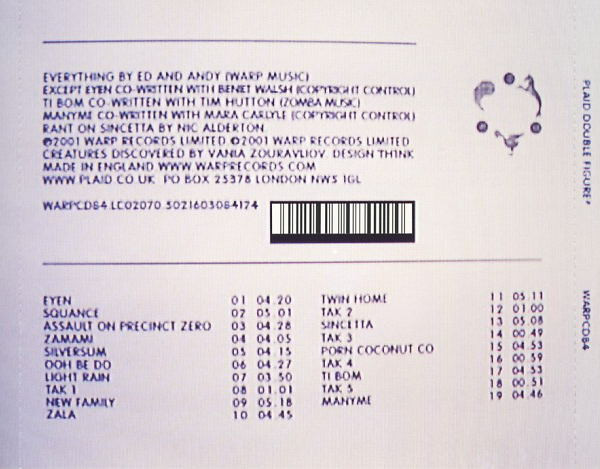 EVERYTHING BY ED AND ANDY (WARP MUSIC)
EXCEPT EYEN CO-WRITTEN WITH BENET WALSH (COPYRIGHT CONTROL)
TI BOM CO-WRITTEN WITH TIM HUTTON (ZOMBA MUSIC)
MANYME CO-WRITTEN WITH MARA CARLYLE (COPYRIGHT CONTROL)
RANT ON SINCETTA BY NIC ALDERTON.
℗2001 WARP RECORDS LIMITED ©2001 WARP RECORDS LIMITED
CREATURES DISCOVERED BY VANIA ZOURAVLIOV. DESIGN TH1NK
MADE IN ENGLAND WWW.WARPRECORDS.COM
WWW.PLAID.CO.UK PO BOX 25378 LONDON NW5 1GL
WARPCD84 LC02070 5021603084174
EYEN 01 04.20
SQUANCE 02 05.01
ASSAULT ON PRECINCT ZERO 03 04.28
ZAMAMI 04 04.05
SILVERSUM 05 04.15
OOH BE DO 06 04.27
LIGHT RAIN 07 03.50
TAK 1 08 01.01
NEW FAMILY 09 05.18
ZALA 10 04.45
TWIN HOME 11 05.11
TAK 2 12 01.00
SINCETTA 13 05.08
TAK 3 14 00.49
PORN COCONUT CO 15 04.53
TAK 4 16 00.59
TI BOM 17 04.53
TAK 5 18 00.51
MANYME 19 04.46
PLAID DOUBLE FIGURE WARPCD84